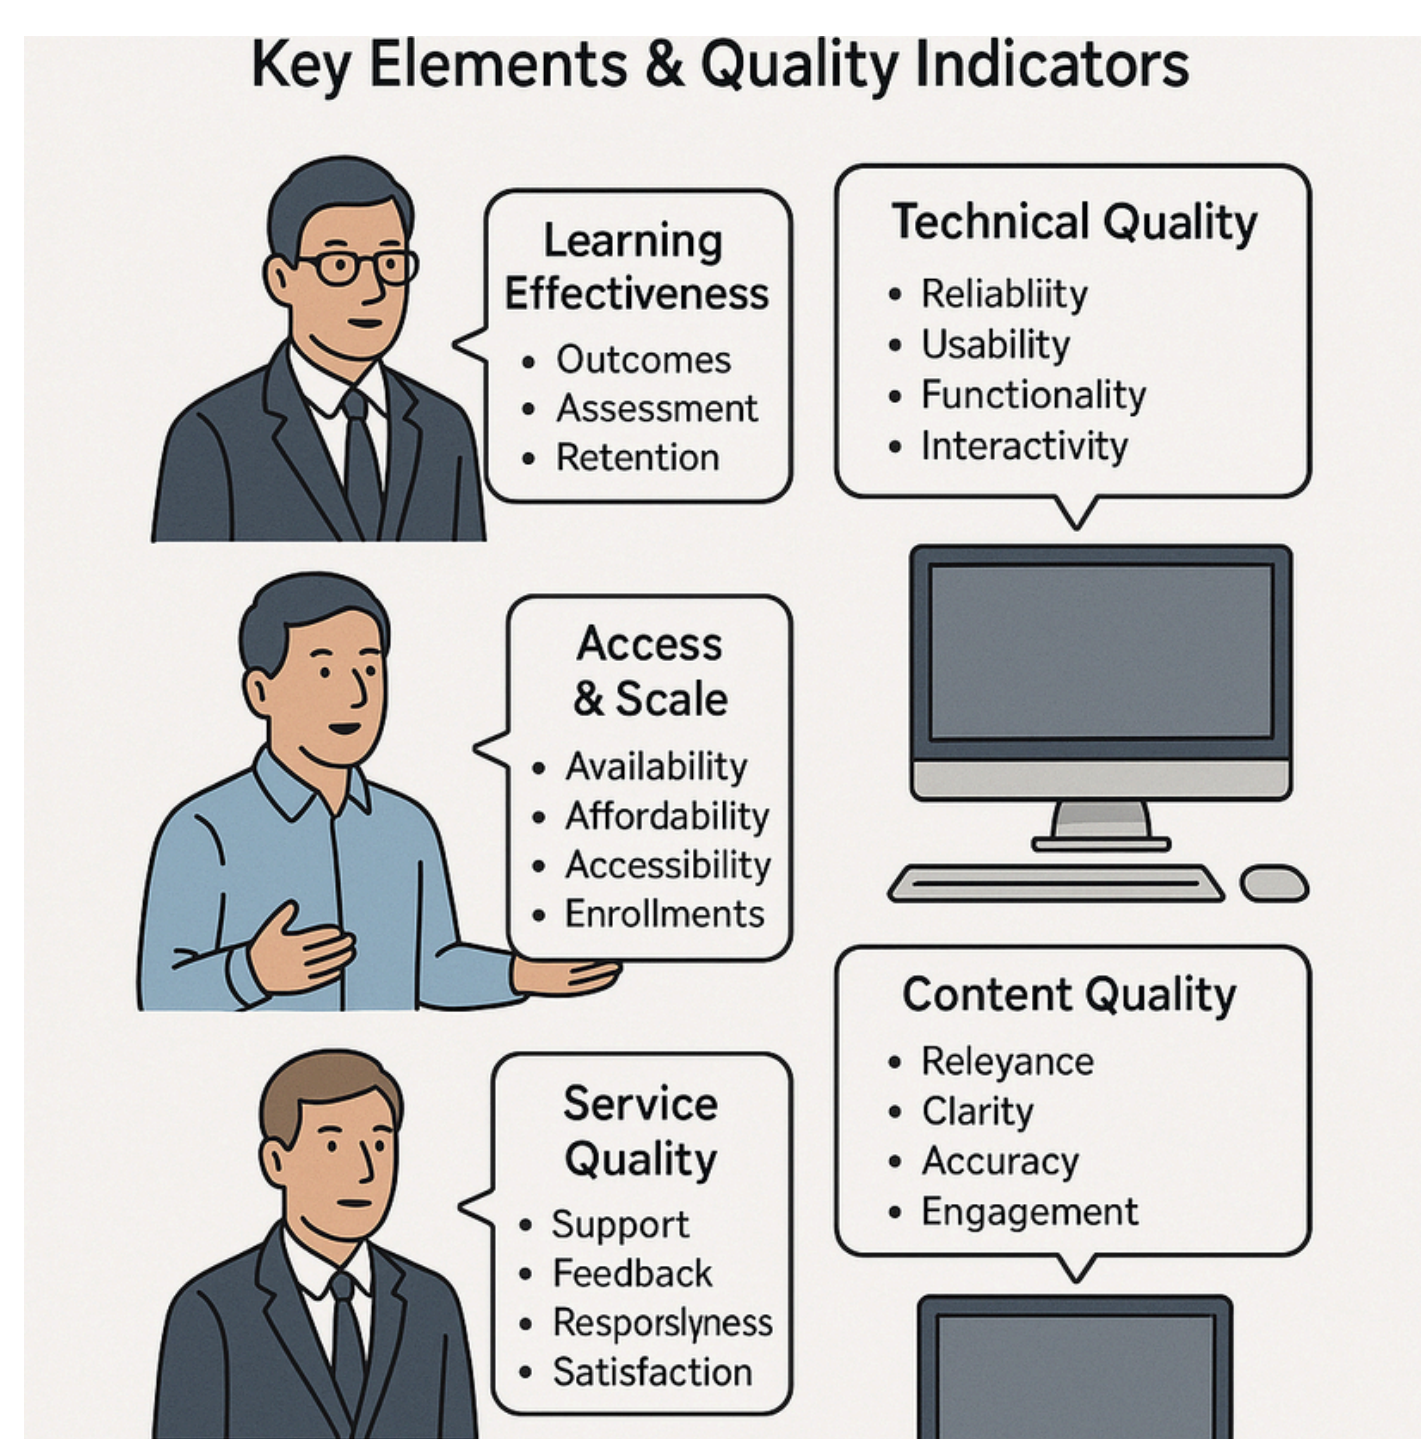 Key Elements & Quality Indicators
Learning
Effectiveness
• Outcomes
• Assessment
• Retention
Technical Quality
• Reliabliity
• Usability
• Functionality
• Interactivity
Access
& Scale
• Availability
• Affordability
• Accessibility
• Enrollments
Content Quality
• Releyance
• Clarity
• Accuracy
• Engagement
Service
Quality
• Support
• Feedback
• Resporslyness
• Satisfaction